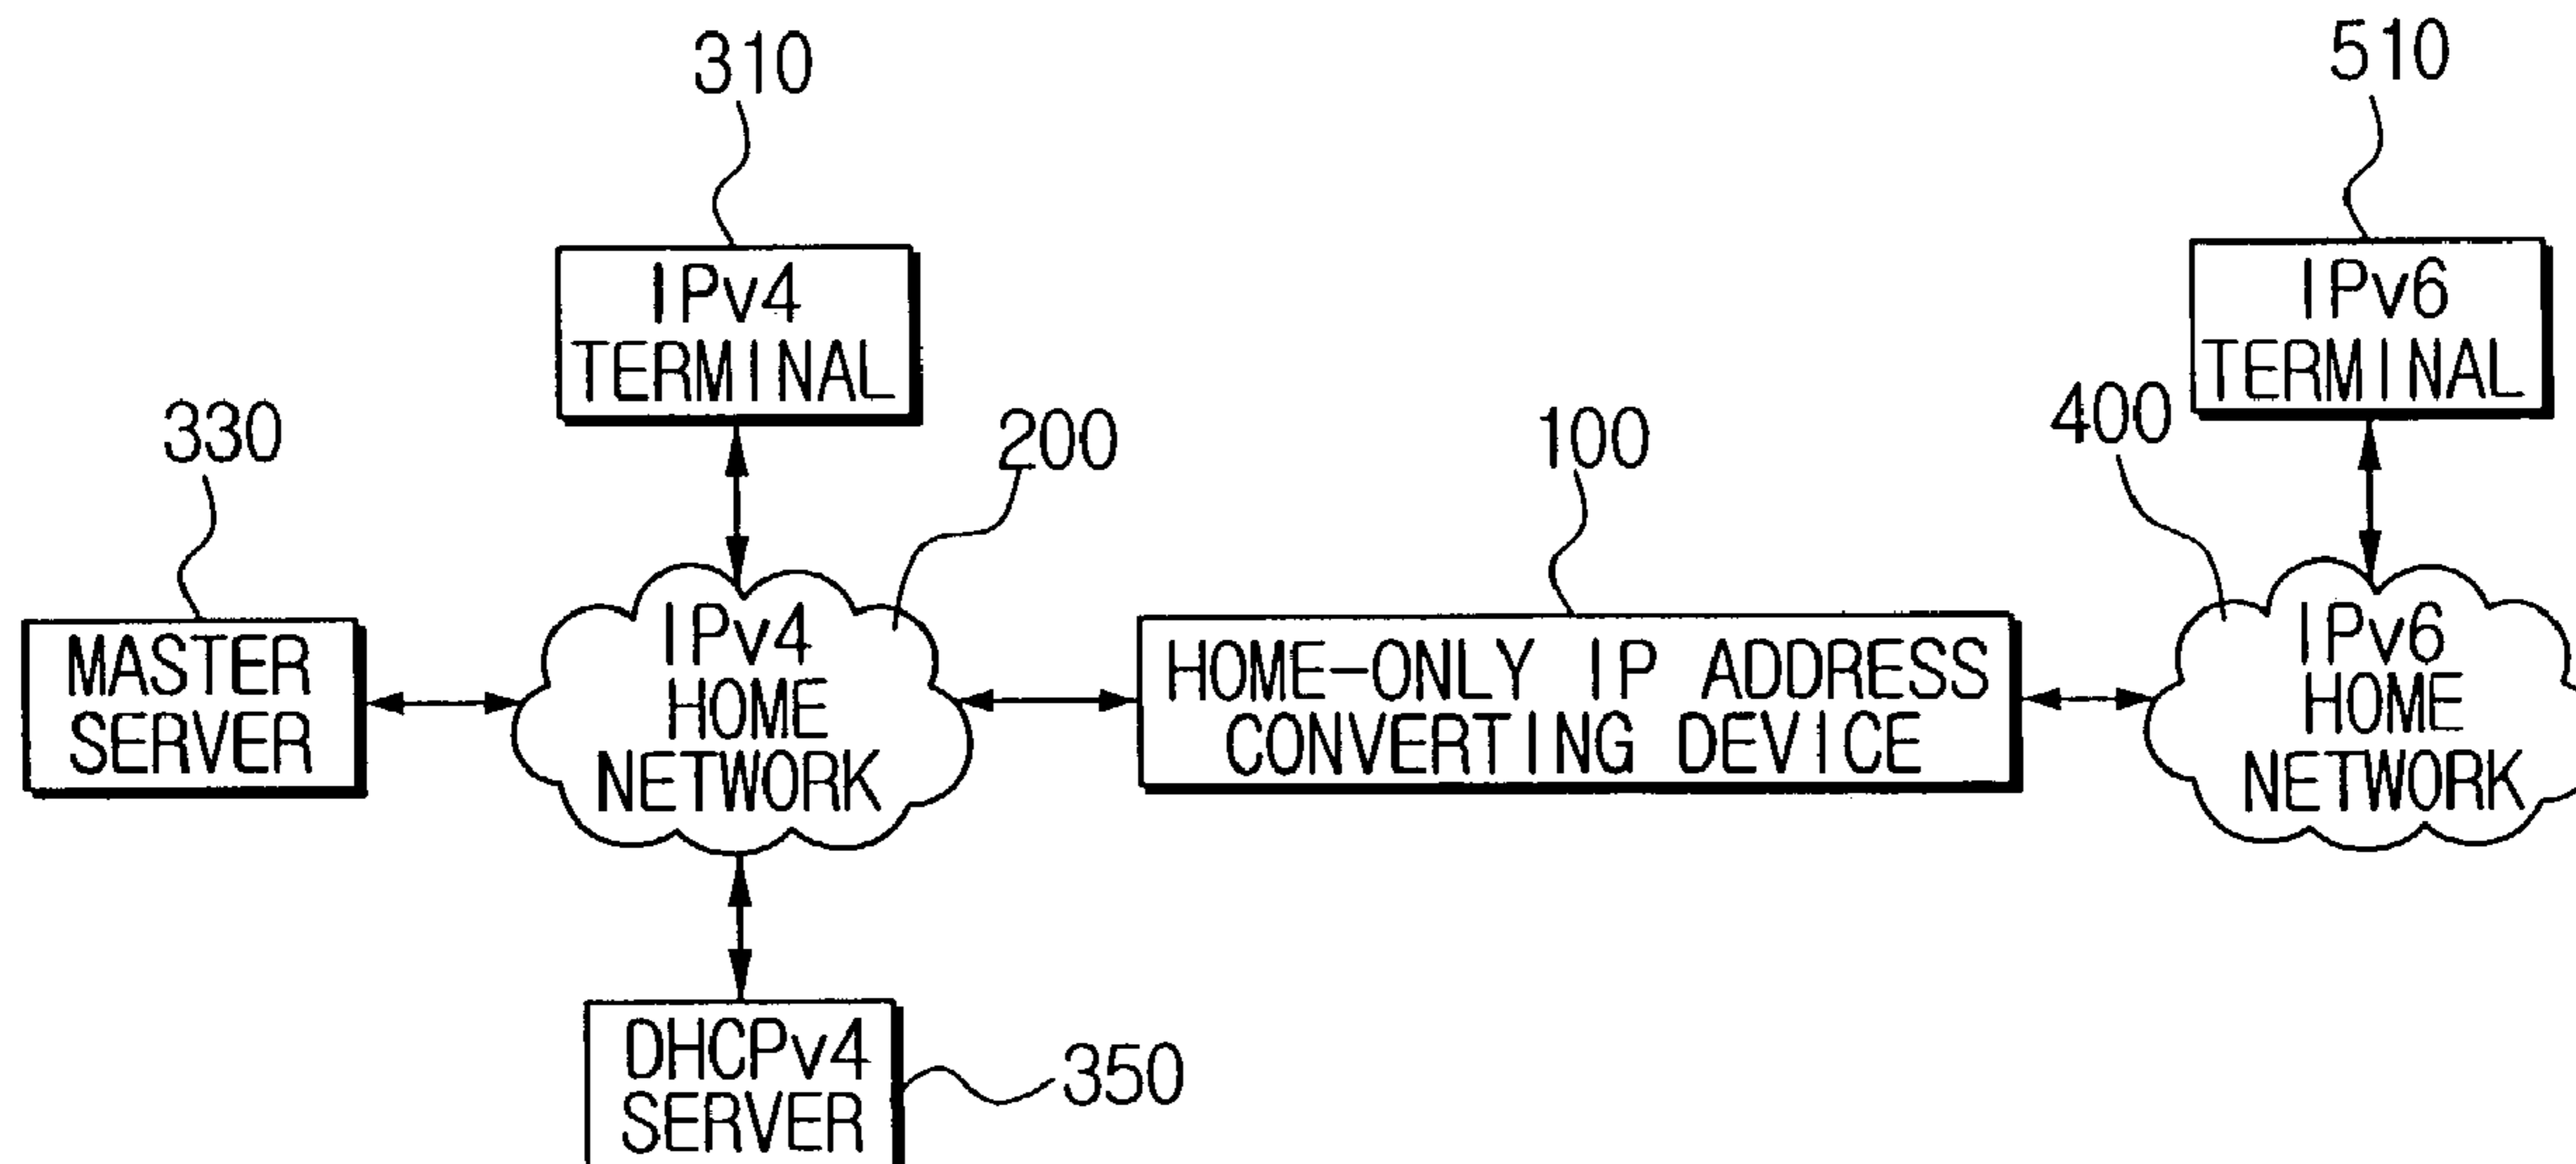 310
510
IPv4
TERMINAL
IPv6
TERMINAL
330
200
100
400
MASTER
SERVER
IPv4
HOME
NETWORK
HOME-ONLY IP ADDRESS
CONVERTING DEVICE
IPv6
HOME
NETWORK
DHCPv4
SERVER
350